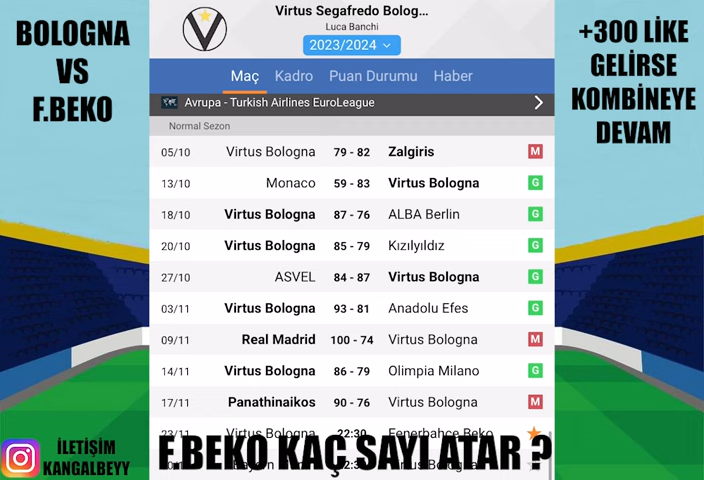 BOLOGNA
VS
F.BEKO
Virtus Segafredo Bolog...
Luca Banchi
2023/2024
+300 LİKE
GELİRSE
KOMBİNEYE
DEVAM
Maç Kadro Puan Durumu Haber
Avrupa - Turkish Airlines EuroLeague
Normal Sezon
05/10 Virtus Bologna 79 - 82 Zalgiris M
13/10 Monaco 59 - 83 Virtus Bologna G
18/10 Virtus Bologna 87 - 76 ALBA Berlin G
20/10 Virtus Bologna 85 - 79 Kızılyıldız G
27/10 ASVEL 84 - 87 Virtus Bologna G
03/11 Virtus Bologna 93 - 81 Anadolu Efes G
09/11 Real Madrid 100 - 74 Virtus Bologna M
14/11 Virtus Bologna 86 - 79 Olimpia Milano G
17/11 Panathinaikos 90 - 76 Virtus Bologna M
23/11 Virtus Bologna 22:30 Fenerbahçe Beko
F.BEKO KAÇ SAYI ATAR ?
İLETİŞİM
KANGALBEYY